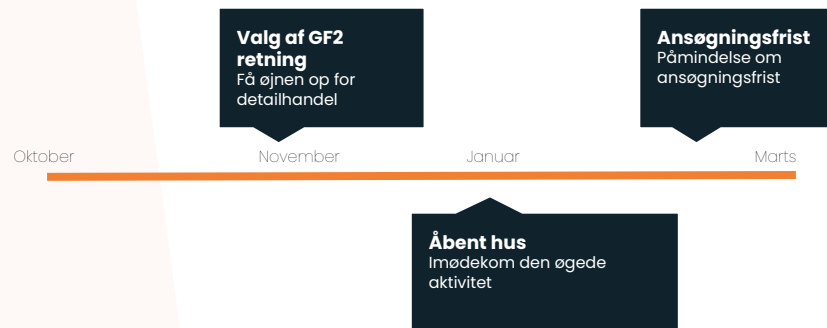 Valg af GF2
retning
Få øjnen op for
detailhandel
Ansøgningsfrist
Påmindelse om
ansøgningsfrist
Oktober
November
Januar
Marts
Åbent hus
Imødekom den øgede
aktivitet